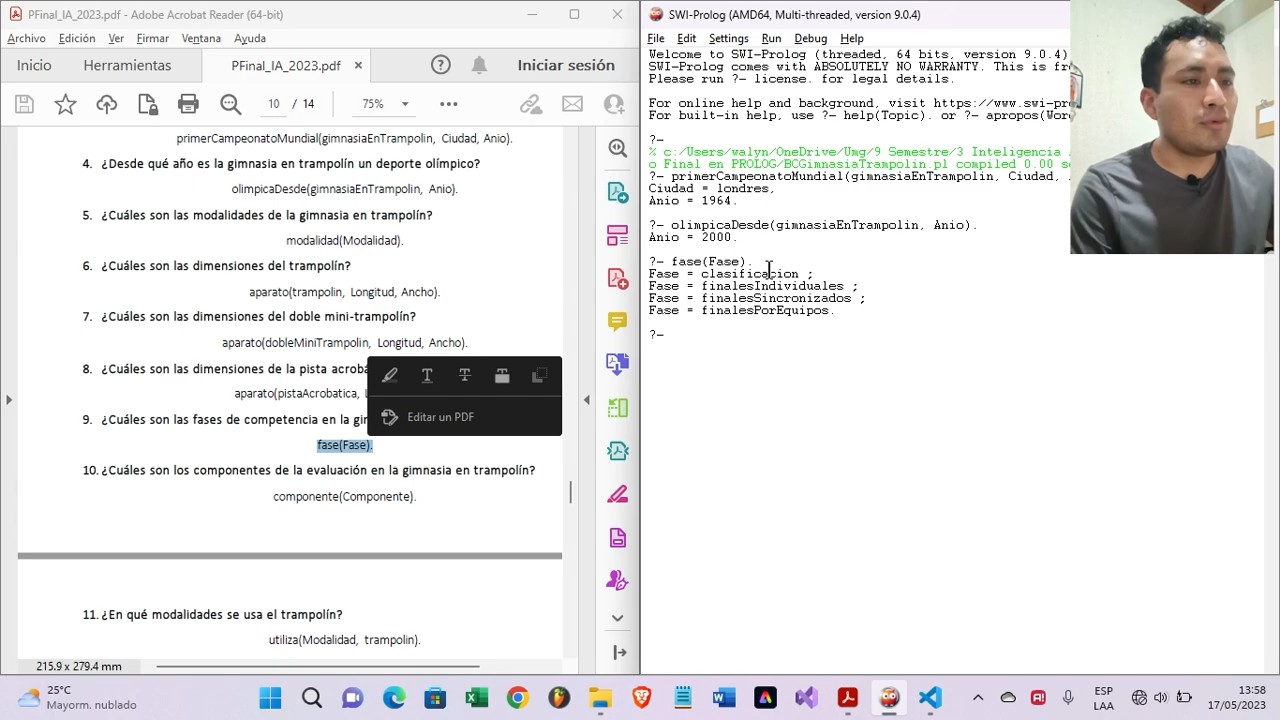 PFinal_IA_2023.pdf - Adobe Acrobat Reader (64-bit)
Archivo Edición Ver Firmar Ventana Ayuda
Inicio Herramientas PFinal_IA_2023.pdf Iniciar sesión
10 / 14 75%
primerCampeonatoMundial(gimnasiaEnTrampolin, Ciudad, Anio).
4. ¿Desde qué año es la gimnasia en trampolín un deporte olímpico?
olimpicaDesde(gimnasiaEnTrampolin, Anio).
5. ¿Cuáles son las modalidades de la gimnasia en trampolín?
modalidad(Modalidad).
6. ¿Cuáles son las dimensiones del trampolín?
aparato(trampolin, Longitud, Ancho).
7. ¿Cuáles son las dimensiones del doble mini-trampolín?
aparato(dobleMiniTrampolin, Longitud, Ancho).
8. ¿Cuáles son las dimensiones de la pista acroba
aparato(pistaAcrobatica, L
9. ¿Cuáles son las fases de competencia en la gi
Editar un PDF
fase(Fase).
10. ¿Cuáles son los componentes de la evaluación en la gimnasia en trampolín?
componente(Componente).
11. ¿En qué modalidades se usa el trampolín?
utiliza(Modalidad, trampolin).
215.9 x 279.4 mm
SWI-Prolog (AMD64, Multi-threaded, version 9.0.4)
File Edit Settings Run Debug Help
Welcome to SWI-Prolog (threaded, 64 bits, version 9.0.4)
SWI-Prolog comes with ABSOLUTELY NO WARRANTY. This is fr
Please run ?- license. for legal details.
For online help and background, visit https://www.swi-pr
For built-in help, use ?- help(Topic). or ?- apropos(Wor
?-
% c:/Users/walyn/OneDrive/Umg/9 Semestre/3 Inteligencia
o Final en PROLOG/BCGimnasiaTrampolin.pl compiled 0.00 se
?- primerCampeonatoMundial(gimnasiaEnTrampolin, Ciudad,
Ciudad = londres,
Anio = 1964.
?- olimpicaDesde(gimnasiaEnTrampolin, Anio).
Anio = 2000.
?- fase(Fase).
Fase = clasificacion ;
Fase = finalesIndividuales ;
Fase = finalesSincronizados ;
Fase = finalesPorEquipos.
?-
25°C
Mayorm. nublado
ESP
LAA
13:58
17/05/2023